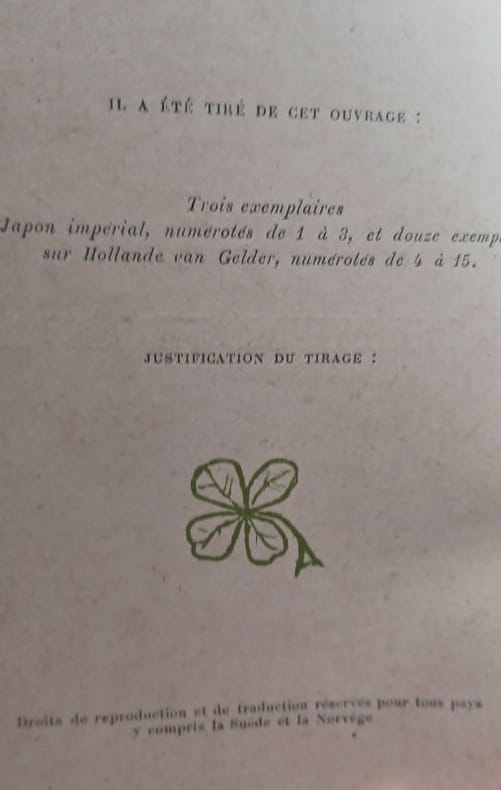 IL A ÉTÉ TIRÉ DE CET OUVRAGE :
Trois exemplaires
Japon impérial, numérotés de 1 à 3, et douze exempl
sur Hollande van Gelder, numérotés de 4 à 15.
JUSTIFICATION DU TIRAGE :
Droits de reproduction et de traduction réservés pour tous pays
y compris la Suède et la Norvège